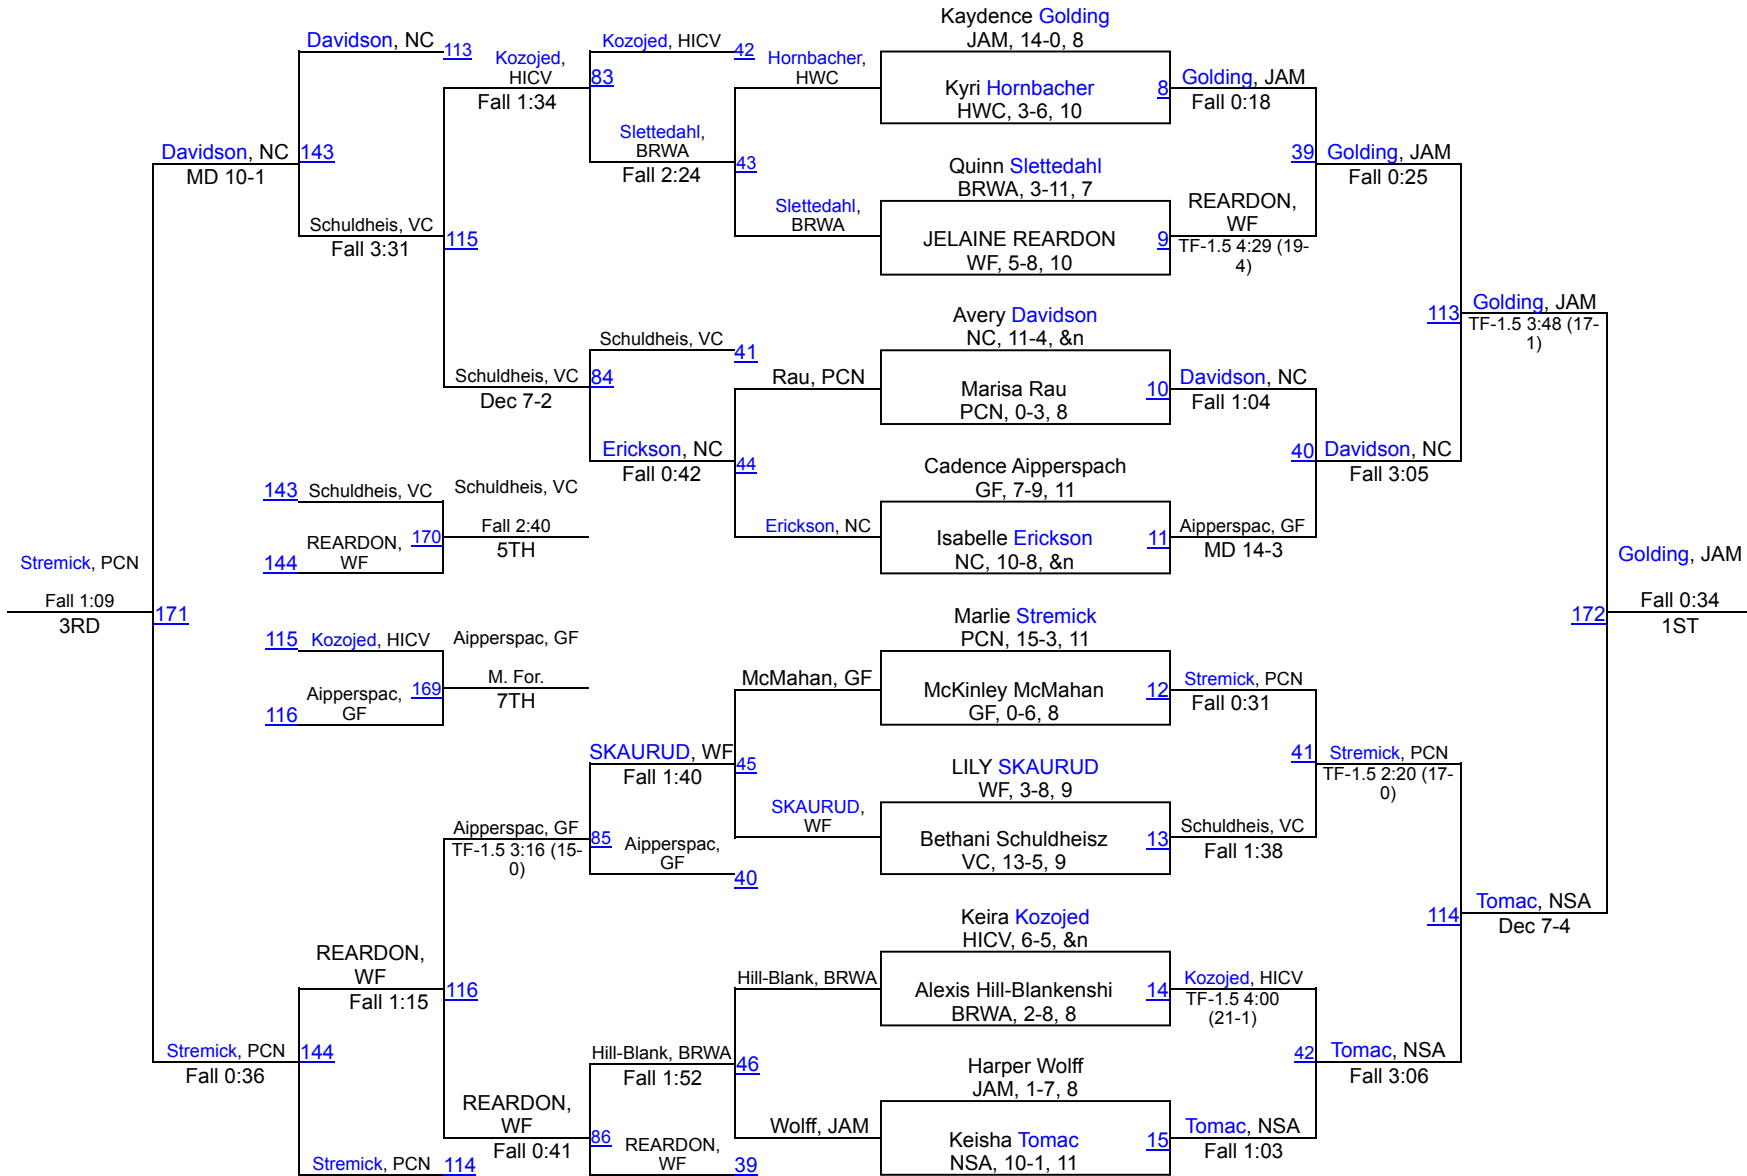 Kaydence Golding
JAM, 14-0, 8
Davidson, NC
113
Kozojed, HICV
42
Kozojed,
HICV
83
Hornbacher,
HWC
Fall 1:34
Kyri Hornbacher
HWC, 3-6, 10
8
Golding, JAM
Fall 0:18
Slettedahl,
BRWA
43
Fall 2:24
Davidson, NC
143
MD 10-1
Quinn Slettedahl
BRWA, 3-11, 7
39
Golding, JAM
Fall 0:25
Slettedahl,
BRWA
REARDON,
WF
Schuldheis, VC
Fall 3:31
115
JELAINE REARDON
WF, 5-8, 10
9
TF-1.5 4:29 (19-
4)
Avery Davidson
NC, 11-4, &n
113
Golding, JAM
TF-1.5 3:48 (17-
1)
Schuldheis, VC
41
Schuldheis, VC
84
Dec 7-2
Rau, PCN
Marisa Rau
PCN, 0-3, 8
10
Davidson, NC
Fall 1:04
Erickson, NC
44
Fall 0:42
Cadence Aipperspach
GF, 7-9, 11
40
Davidson, NC
Fall 3:05
143
Schuldheis, VC
Schuldheis, VC
Erickson, NC
Isabelle Erickson
NC, 10-8, &n
11
Aipperspac, GF
MD 14-3
REARDON,
WF
170
144
Fall 2:40
5TH
Stremick, PCN
Fall 1:09
3RD
171
Golding, JAM
172
Fall 0:34
1ST
Marlie Stremick
PCN, 15-3, 11
115
Kozojed, HICV
Aipperspac, GF
Aipperspac,
GF
169
116
M. For.
7TH
McMahan, GF
McKinley McMahan
GF, 0-6, 8
12
Stremick, PCN
Fall 0:31
SKAURUD, WF
45
Fall 1:40
LILY SKAURUD
WF, 3-8, 9
41
Stremick, PCN
TF-1.5 2:20 (17-
0)
SKAURUD,
WF
Aipperspac, GF
TF-1.5 3:16 (15-
0)
85
Aipperspac,
GF
40
Bethani Schuldheisz
VC, 13-5, 9
13
Schuldheis, VC
Fall 1:38
Keira Kozojed
HICV, 6-5, &n
114
Tomac, NSA
Dec 7-4
REARDON,
WF
Fall 1:15
116
Hill-Blank, BRWA
Alexis Hill-Blankenshi
BRWA, 2-8, 8
14
Kozojed, HICV
TF-1.5 4:00
(21-1)
Stremick, PCN
144
Fall 0:36
Hill-Blank, BRWA
46
Fall 1:52
Harper Wolff
JAM, 1-7, 8
42
Tomac, NSA
Fall 3:06
REARDON,
WF
Fall 0:41
86
Wolff, JAM
Keisha Tomac
NSA, 10-1, 11
15
Tomac, NSA
Fall 1:03
Stremick, PCN
114
REARDON,
WF
39